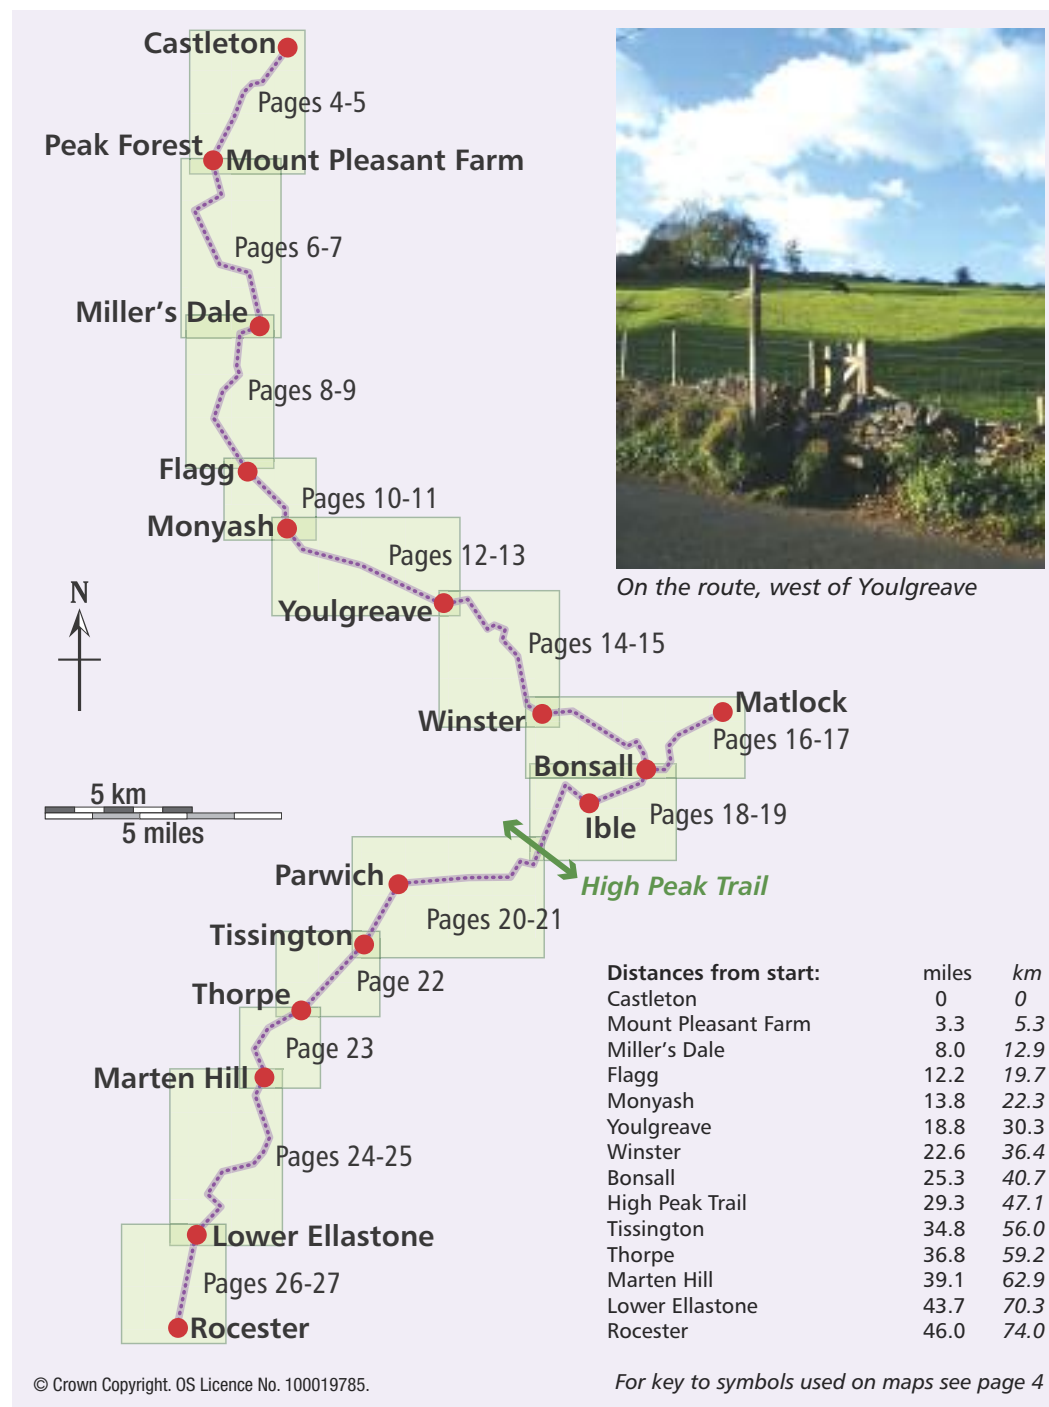 Castleton
Pages 4-5
Peak Forest
Mount Pleasant Farm
Pages 6-7
Miller's Dale
Pages 8-9
Flagg
Pages 10-11
Monyash
Pages 12-13
On the route, west of Youlgreave
N
Youlgreave
Pages 14-15
Winster
Matlock
Pages 16-17
Bonsall
5 km
5 miles
Pages 18-19
Ible
High Peak Trail
Parwich
Pages 20-21
Tissington
Page 22
Thorpe
Page 23
Marten Hill
Pages 24-25
Lower Ellastone
Pages 26-27
Rocester
Distances from start: miles km
Castleton 0 0
Mount Pleasant Farm 3.3 5.3
Miller's Dale 8.0 12.9
Flagg 12.2 19.7
Monyash 13.8 22.3
Youlgreave 18.8 30.3
Winster 22.6 36.4
Bonsall 25.3 40.7
High Peak Trail 29.3 47.1
Tissington 34.8 56.0
Thorpe 36.8 59.2
Marten Hill 39.1 62.9
Lower Ellastone 43.7 70.3
Rocester 46.0 74.0
© Crown Copyright. OS Licence No. 100019785.
For key to symbols used on maps see page 4